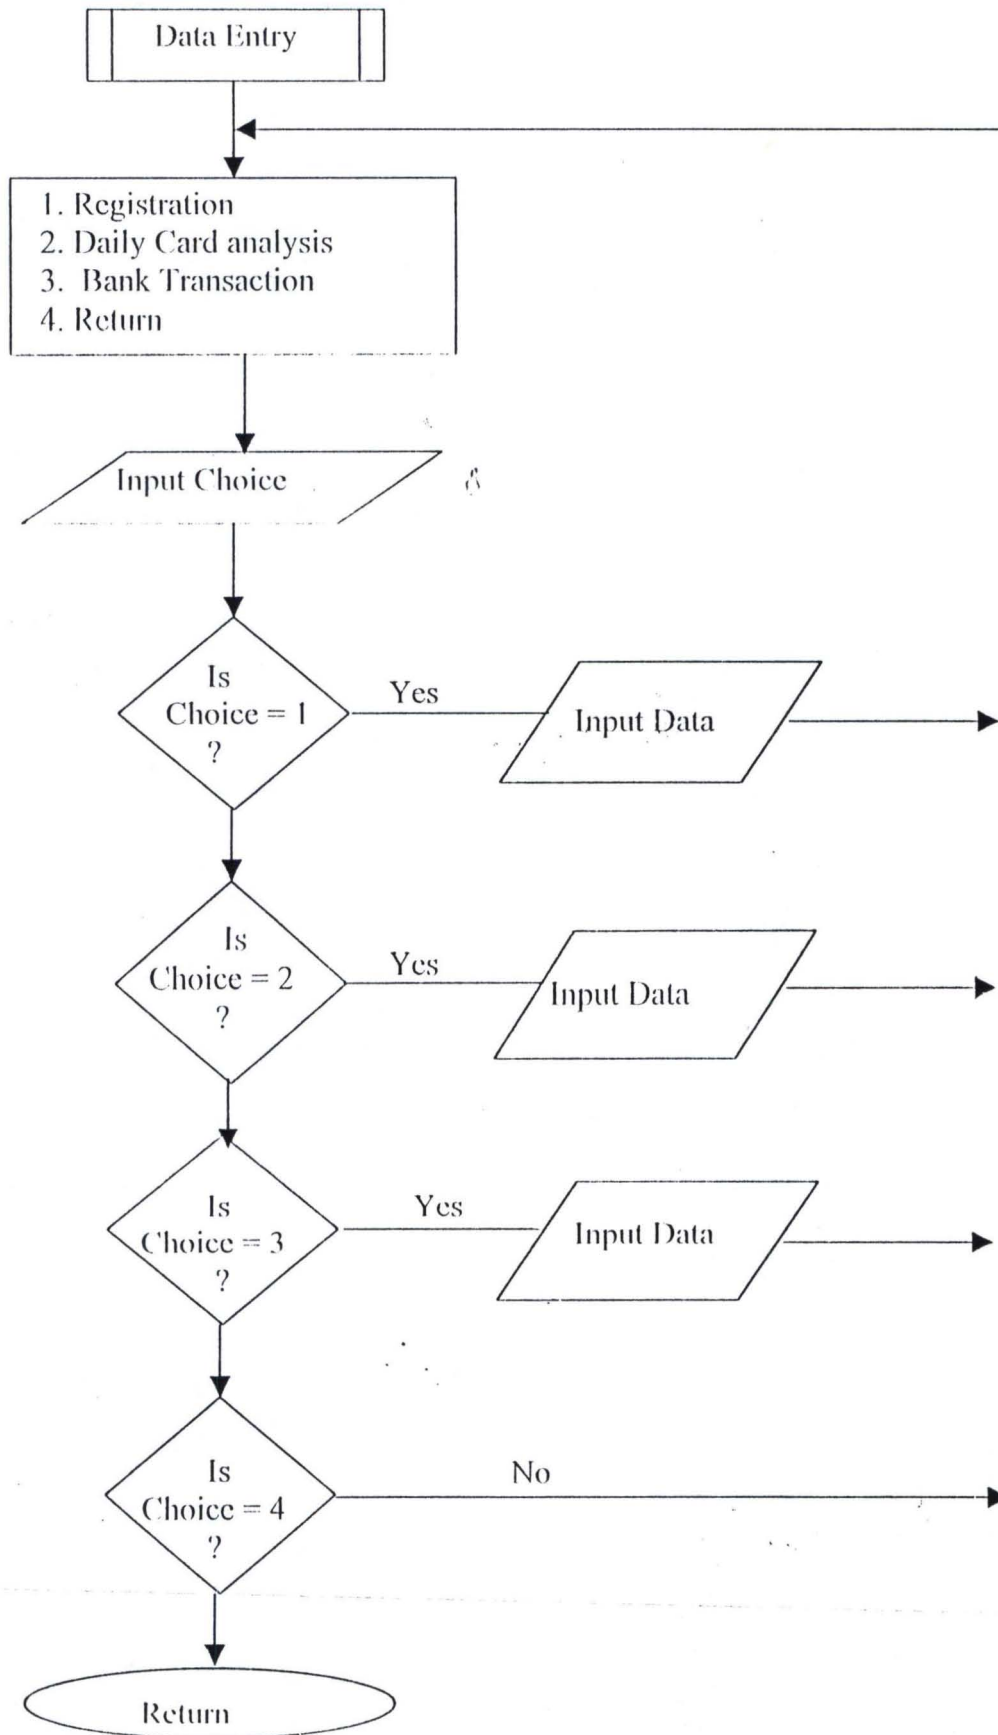 Data Entry
1. Registration
2. Daily Card analysis
3. Bank Transaction
4. Return
Input Choice
Is
Choice = 1
?
Yes
Input Data
Is
Choice = 2
?
Yes
Input Data
Is
Choice = 3
?
Yes
Input Data
Is
Choice = 4
?
No
Return